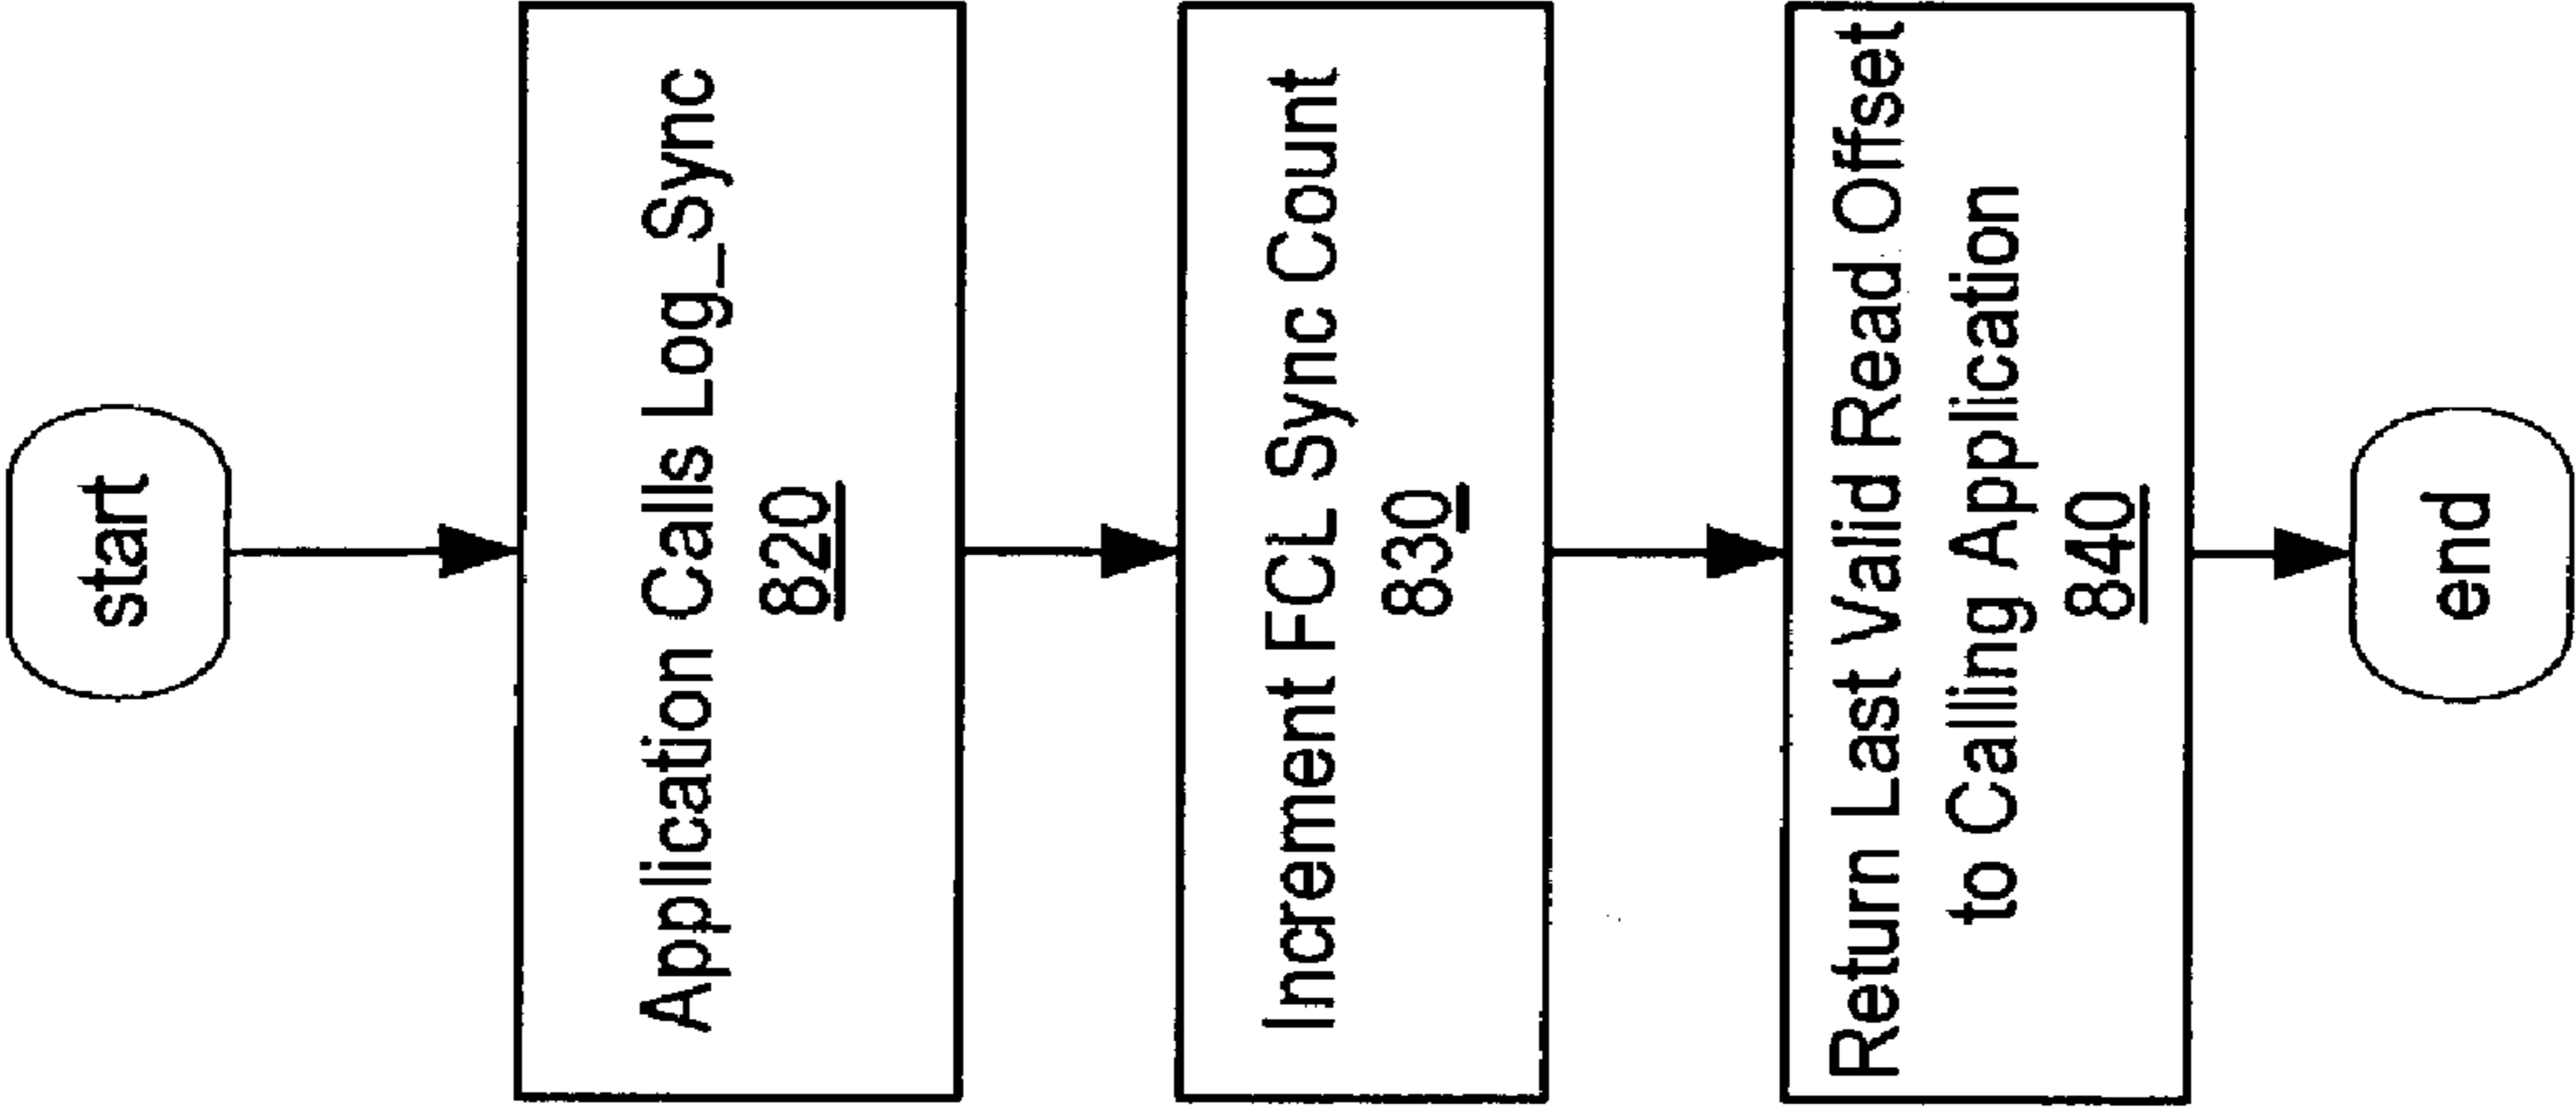 start
Application Calls Log_Sync
820
Increment FCL Sync Count
830
Return Last Valid Read Offset
to Calling Application
840
end